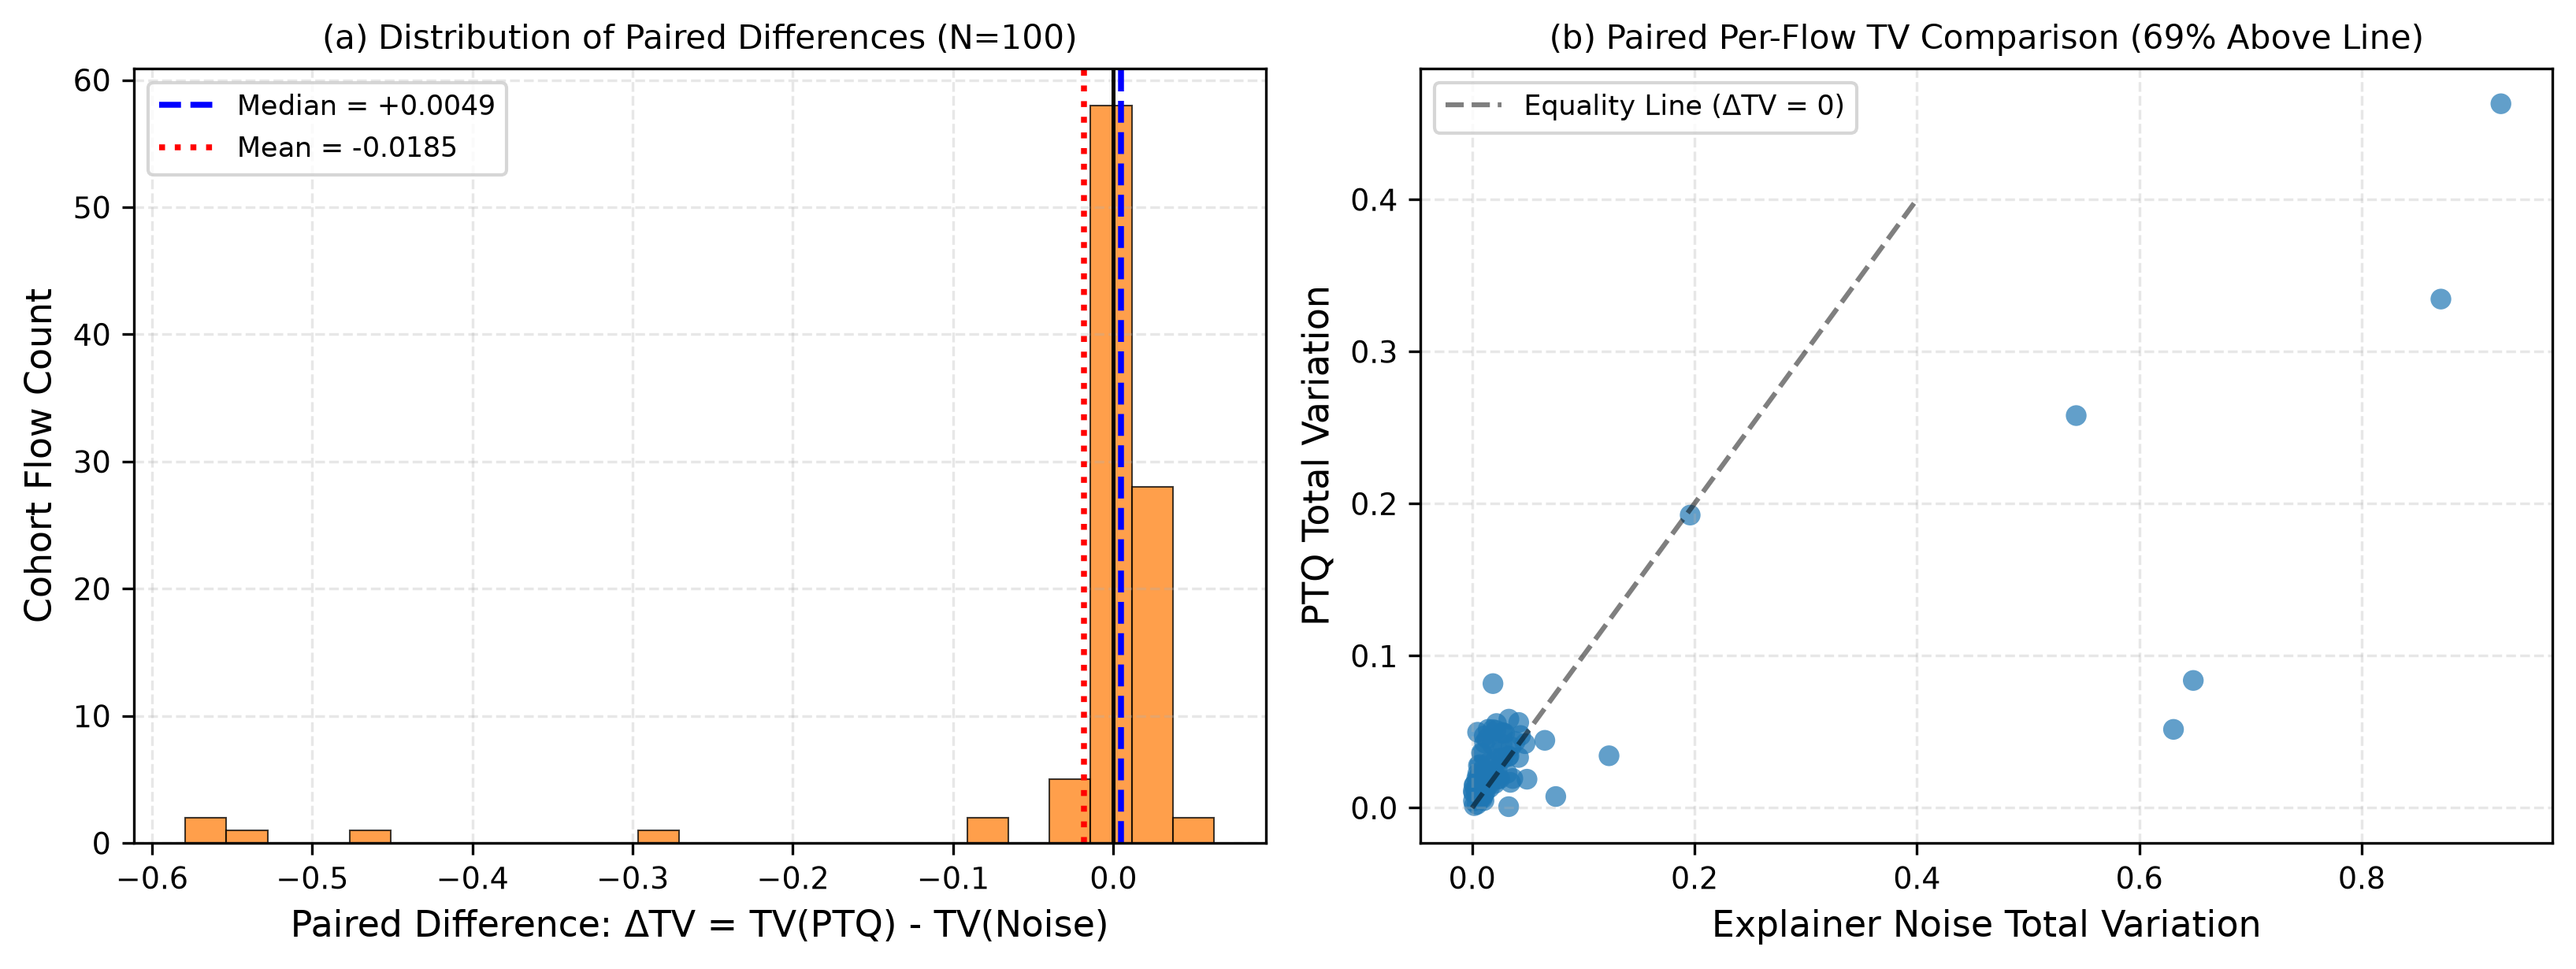 (a) Distribution of Paired Differences (N=100)
Median = +0.0049
Mean = -0.0185
60
50
40
30
20
10
0
Cohort Flow Count
−0.6
−0.5
−0.4
−0.3
−0.2
−0.1
0.0
Paired Difference: ΔTV = TV(PTQ) - TV(Noise)
(b) Paired Per-Flow TV Comparison (69% Above Line)
Equality Line (ΔTV = 0)
0.4
0.3
0.2
0.1
0.0
PTQ Total Variation
0.0
0.2
0.4
0.6
0.8
Explainer Noise Total Variation